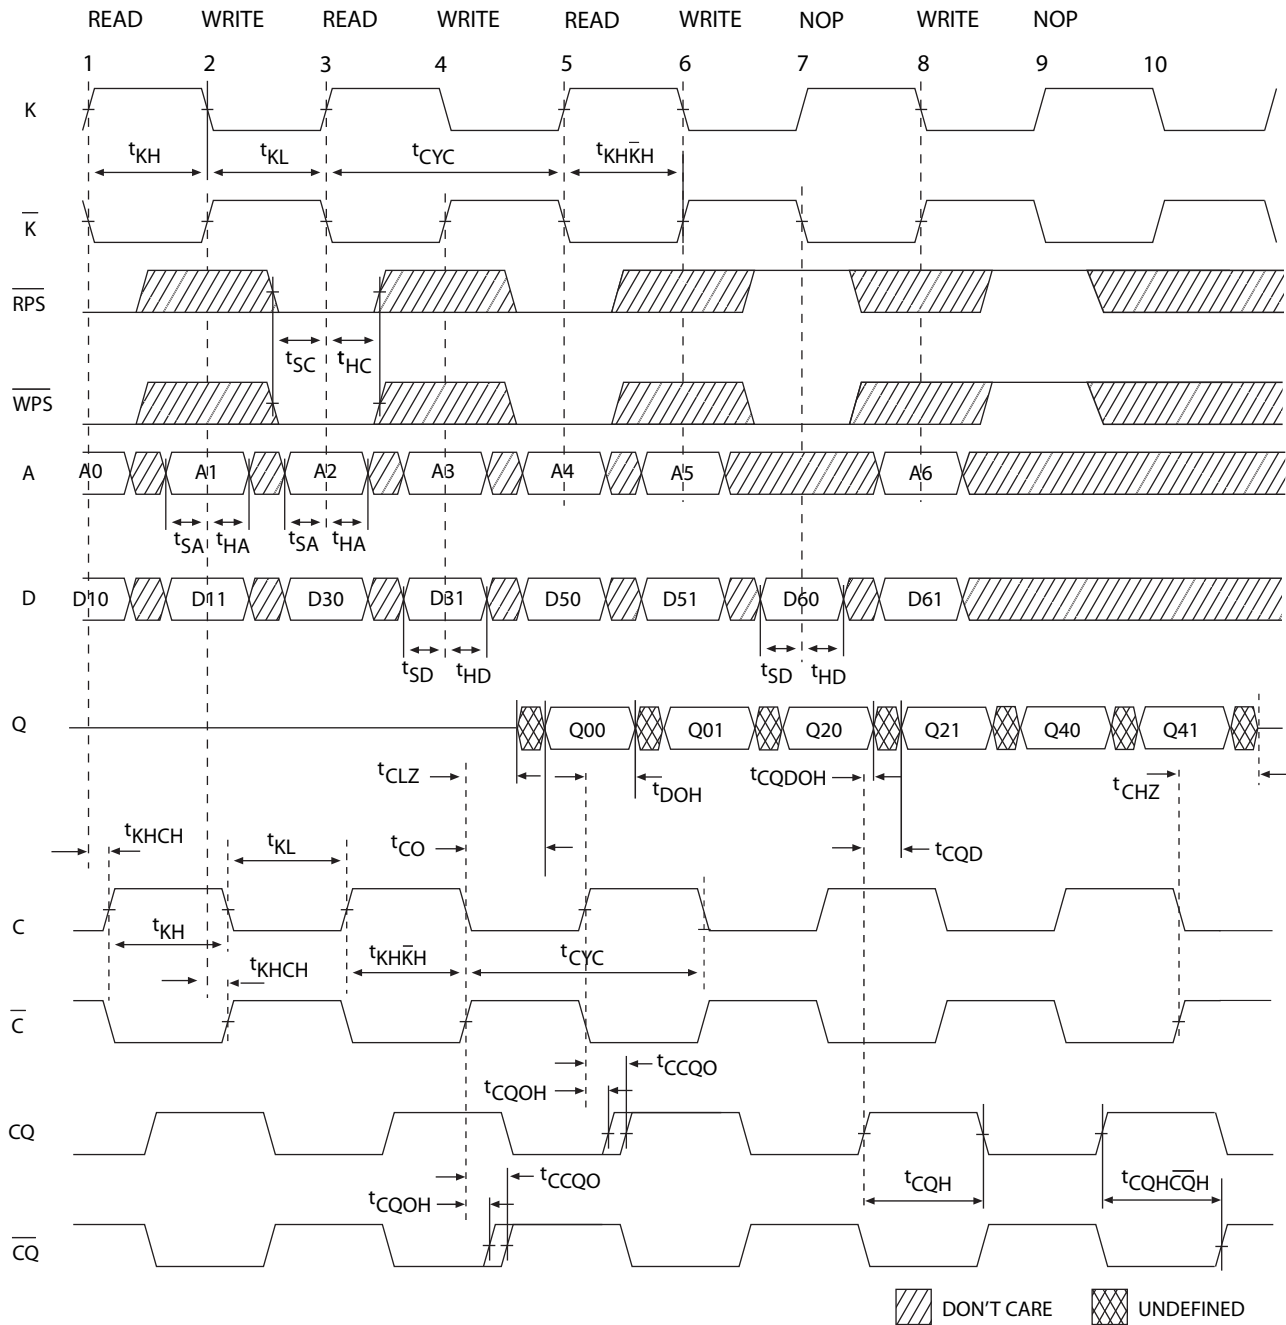 READ WRITE READ WRITE READ WRITE NOP WRITE NOP
1 2 3 4 5 6 7 8 9 10
K
tKH tKL tCYC tKHK̅H
K̅
R̅P̅S̅
tSC tHC
W̅P̅S̅
A A0 A1 A2 A3 A4 A5 A6
tSA tHA tSA tHA
D D10 D11 D30 D31 D50 D51 D60 D61
tSD tHD tSD tHD
Q Q00 Q01 Q20 Q21 Q40 Q41
tCLZ tDOH tCQDOH tCHZ
tKHCH tKL tCO tCQD
C
tKH tKHK̅H tCYC
tKHCH
C̅
tCCQO
tCQOH
CQ
tCCQO tCQH tCQHC̅Q̅H
tCQOH
C̅Q̅
DON'T CARE UNDEFINED